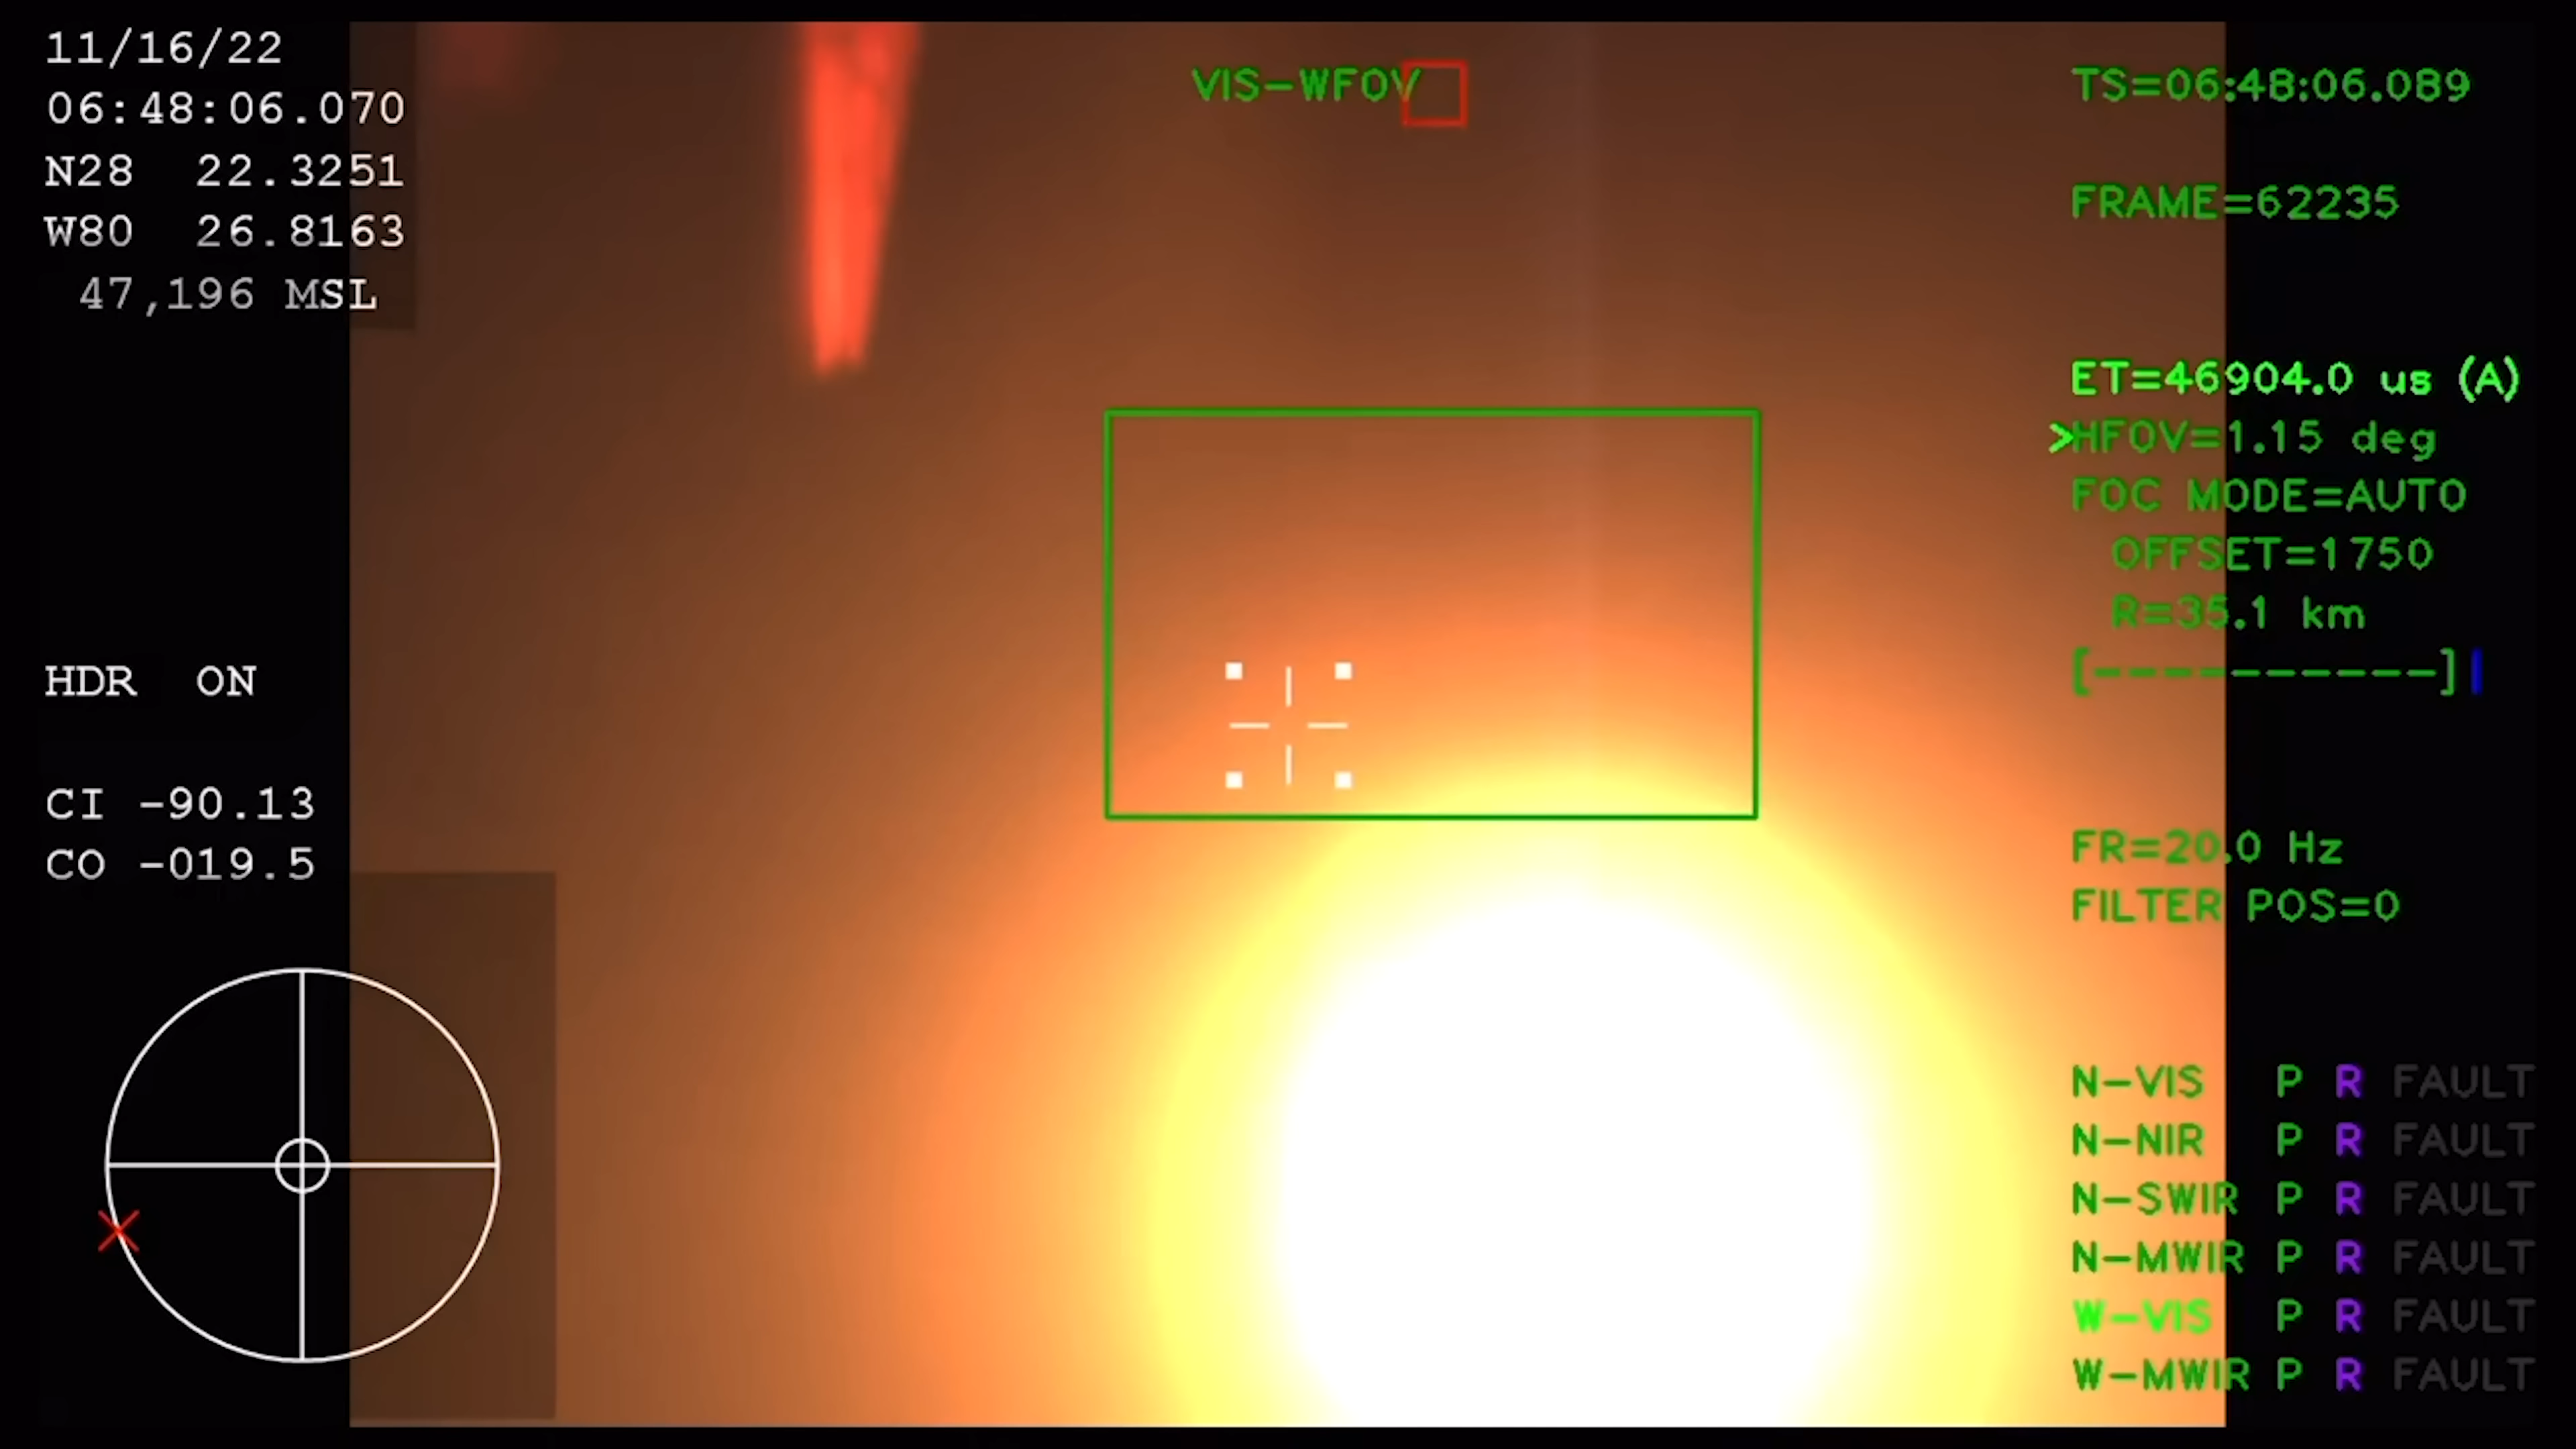 11/16/22
06:48:06.070
N28 22.3251
W80 26.8163
47,196 MSL
HDR ON
CI -90.13
CO -019.5
VIS-WFOV
TS=06:48:06.089
FRAME=62235
ET=46904.0 us (A)
>HFOV=1.15 deg
FOC MODE=AUTO
OFFSET=1750
R=35.1 km
[-----------]
FR=20.0 Hz
FILTER POS=0
N-VIS P R FAULT
N-NIR P R FAULT
N-SWIR P R FAULT
N-MWIR P R FAULT
W-VIS P R FAULT
W-MWIR P R FAULT